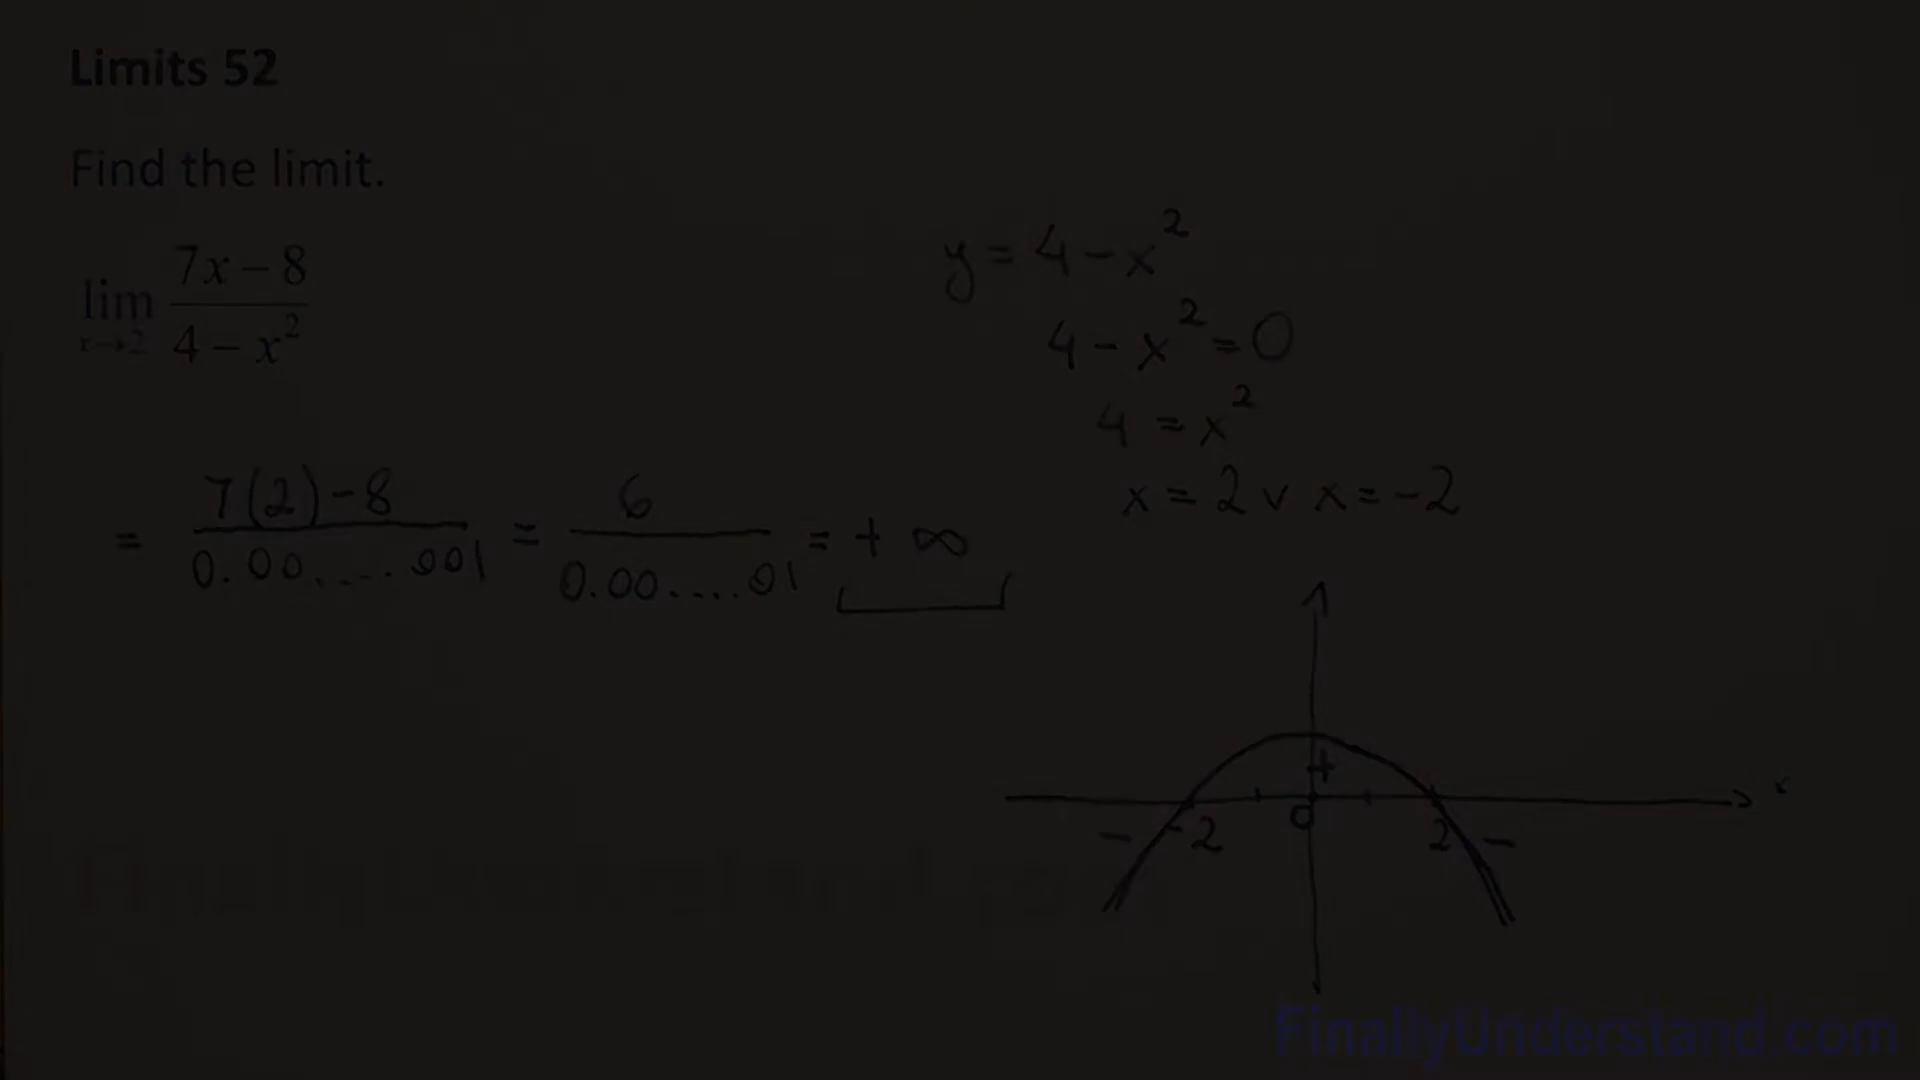 Limits 52
Find the limit.
lim x→2 (7x − 8)/(4 − x²)
= (7(2) − 8)/(0.00....001) = 6/(0.00....01) = + ∞
y = 4 − x²
4 − x² = 0
4 = x²
x = 2 ∨ x = −2
+
x
− −2 0 2 −
FinallyUnderstand.com